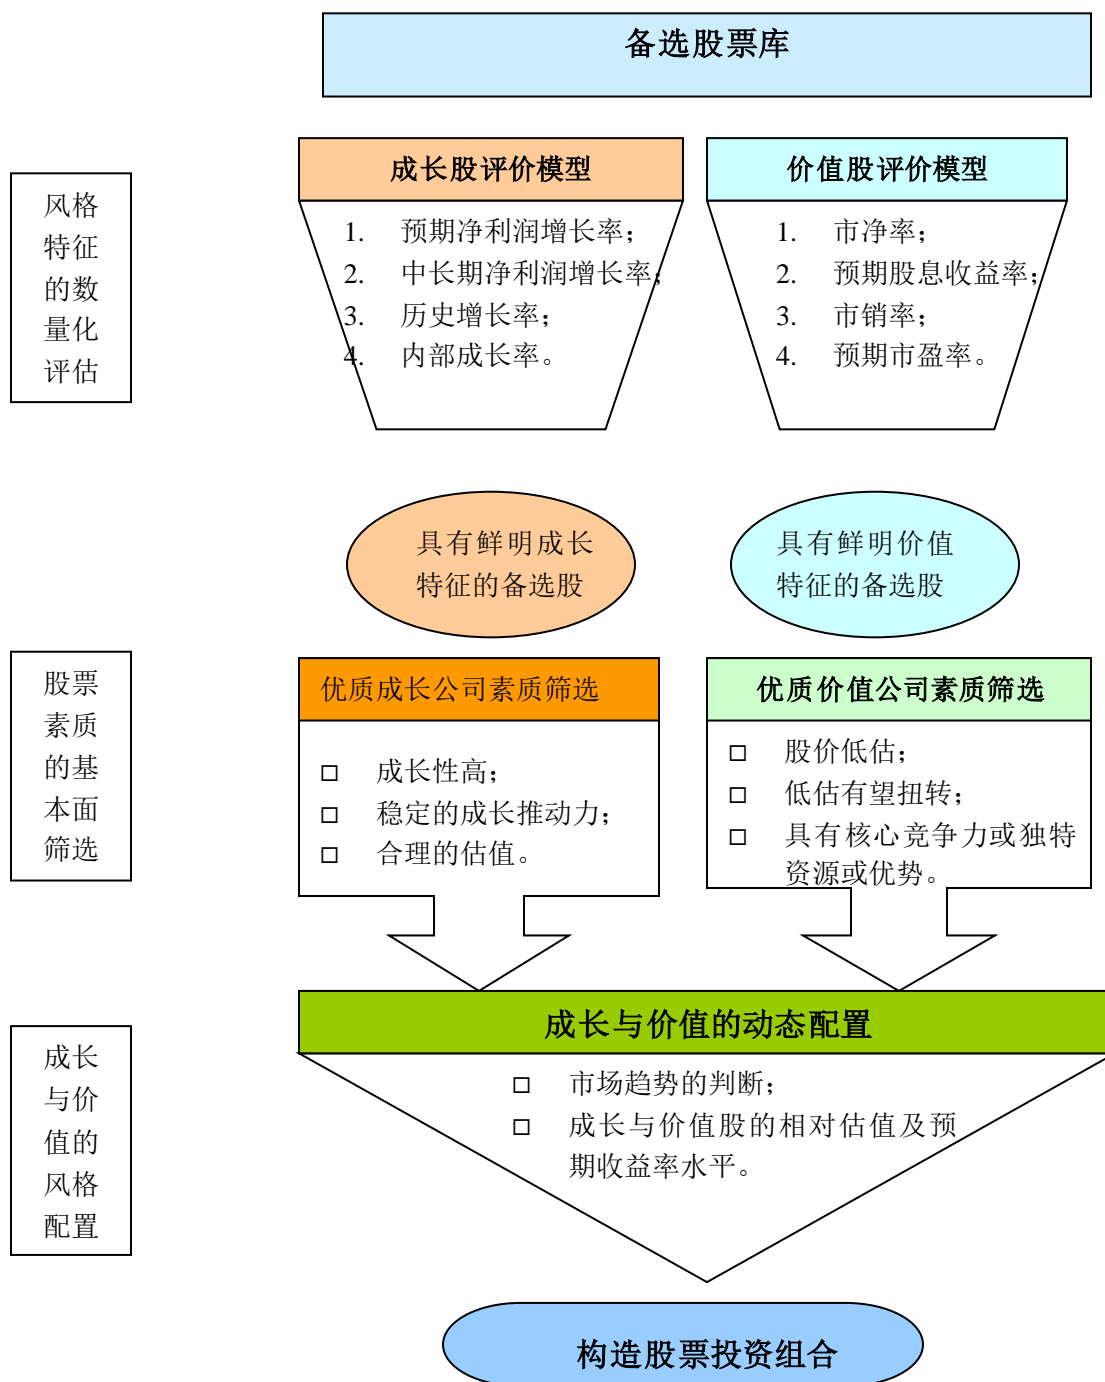 备选股票库
风格
特征
的数
量化
评估
成长股评价模型
1. 预期净利润增长率；
2. 中长期净利润增长率；
3. 历史增长率；
4. 内部成长率。
价值股评价模型
1. 市净率；
2. 预期股息收益率；
3. 市销率；
4. 预期市盈率。
具有鲜明成长
特征的备选股
具有鲜明价值
特征的备选股
股票
素质
的基
本面
筛选
优质成长公司素质筛选
□ 成长性高；
□ 稳定的成长推动力；
□ 合理的估值。
优质价值公司素质筛选
□ 股价低估；
□ 低估有望扭转；
□ 具有核心竞争力或独特
资源或优势。
成长
与价
值的
风格
配置
成长与价值的动态配置
□ 市场趋势的判断；
□ 成长与价值股的相对估值及预
期收益率水平。
构造股票投资组合